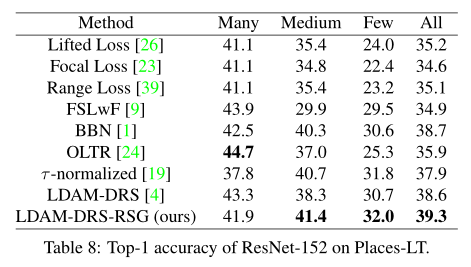 Method Many Medium Few All
Lifted Loss [26] 41.1 35.4 24.0 35.2
Focal Loss [23] 41.1 34.8 22.4 34.6
Range Loss [39] 41.1 35.4 23.2 35.1
FSLwF [9] 43.9 29.9 29.5 34.9
BBN [1] 42.5 40.3 30.6 38.7
OLTR [24] 44.7 37.0 25.3 35.9
τ-normalized [19] 37.8 40.7 31.8 37.9
LDAM-DRS [4] 43.3 38.3 30.7 38.6
LDAM-DRS-RSG (ours) 41.9 41.4 32.0 39.3
Table 8: Top-1 accuracy of ResNet-152 on Places-LT.